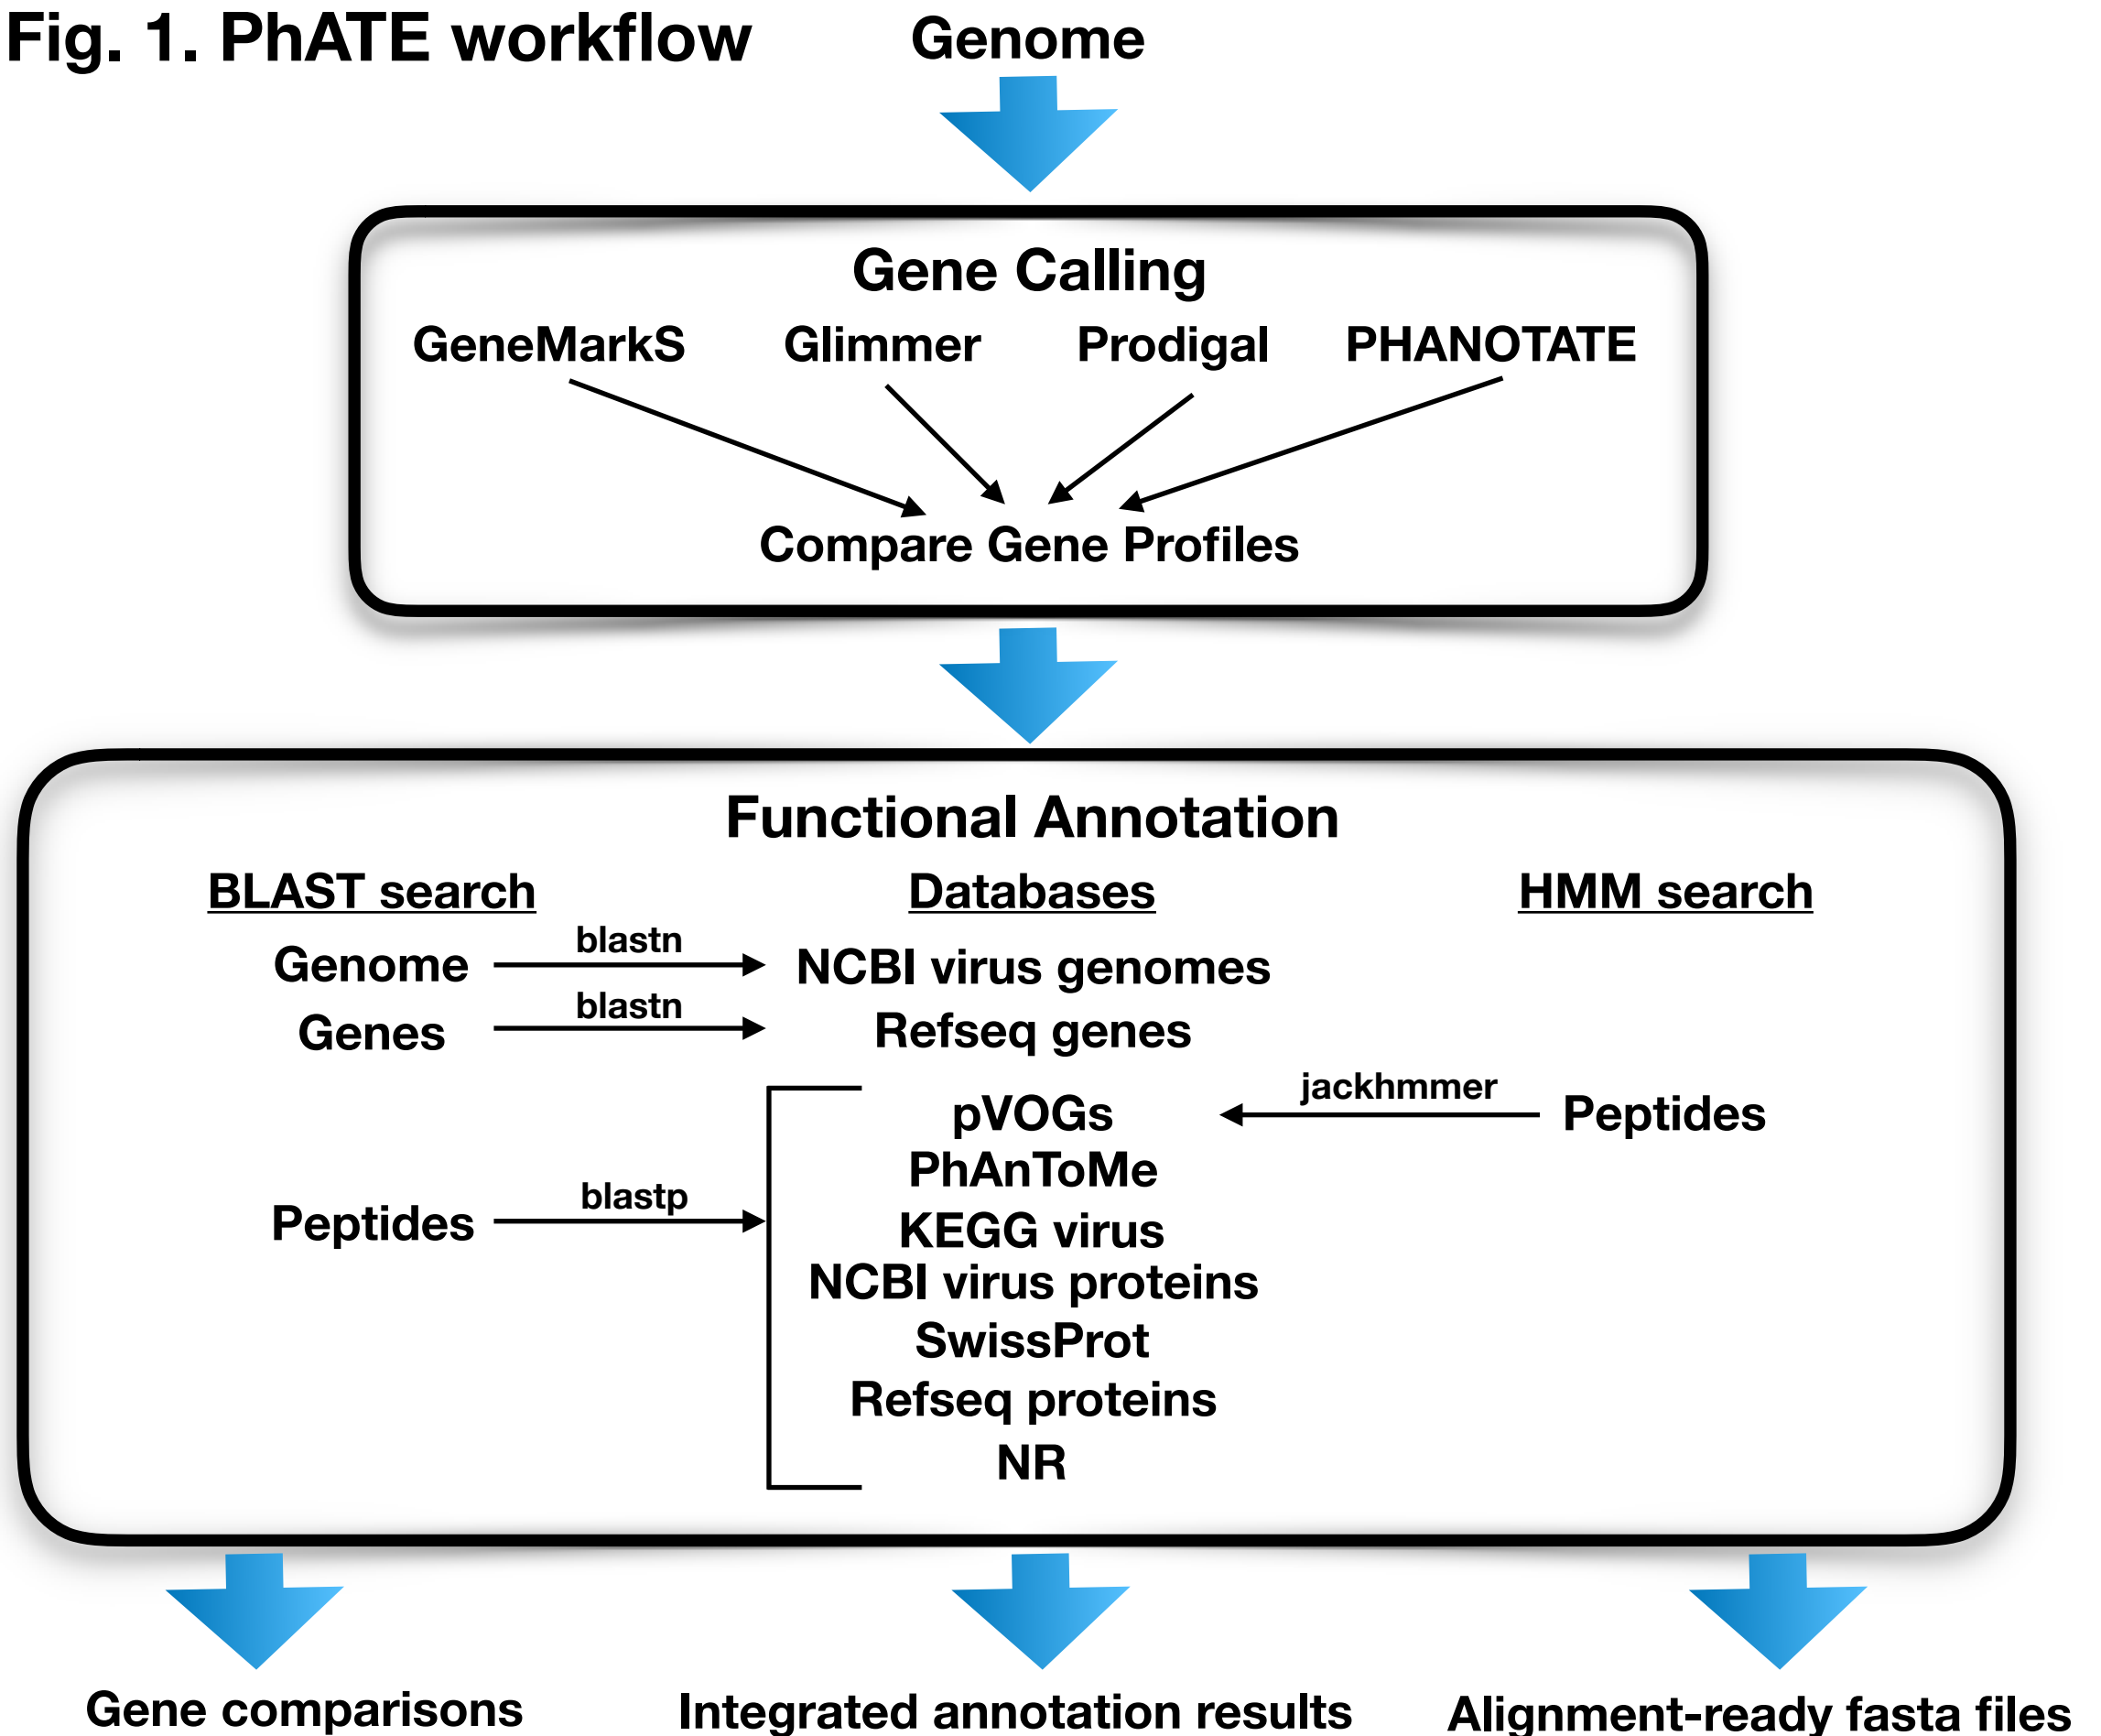 Fig. 1. PhATE workflow
Genome
Gene Calling
GeneMarkS Glimmer Prodigal PHANOTATE
Compare Gene Profiles
Functional Annotation
BLAST search Databases HMM search
Genome blastn NCBI virus genomes
Genes blastn Refseq genes
pVOGs jackhmmer Peptides
PhAnToMe
Peptides blastp KEGG virus
NCBI virus proteins
SwissProt
Refseq proteins
NR
Gene comparisons Integrated annotation results Alignment-ready fasta files